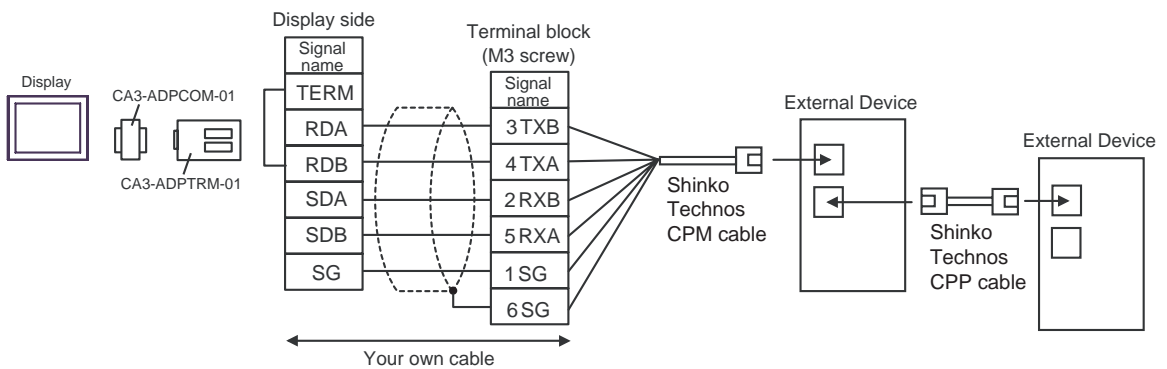 Display
CA3-ADPCOM-01
CA3-ADPTRM-01
Display side
Signal
name
TERM
RDA
RDB
SDA
SDB
SG
Terminal block
(M3 screw)
Signal
name
3 TXB
4 TXA
2 RXB
5 RXA
1 SG
6 SG
Your own cable
Shinko
Technos
CPM cable
External Device
Shinko
Technos
CPP cable
External Device